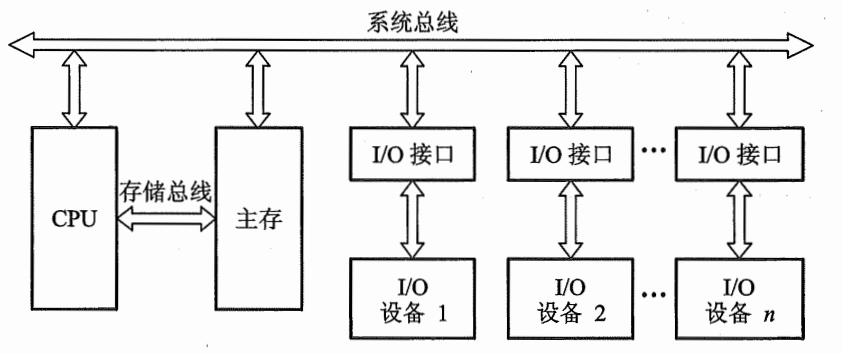 系统总线
存储总线
CPU
主存
I/O 接口
I/O 接口
···
I/O 接口
I/O
设备 1
I/O
设备 2
···
I/O
设备 n